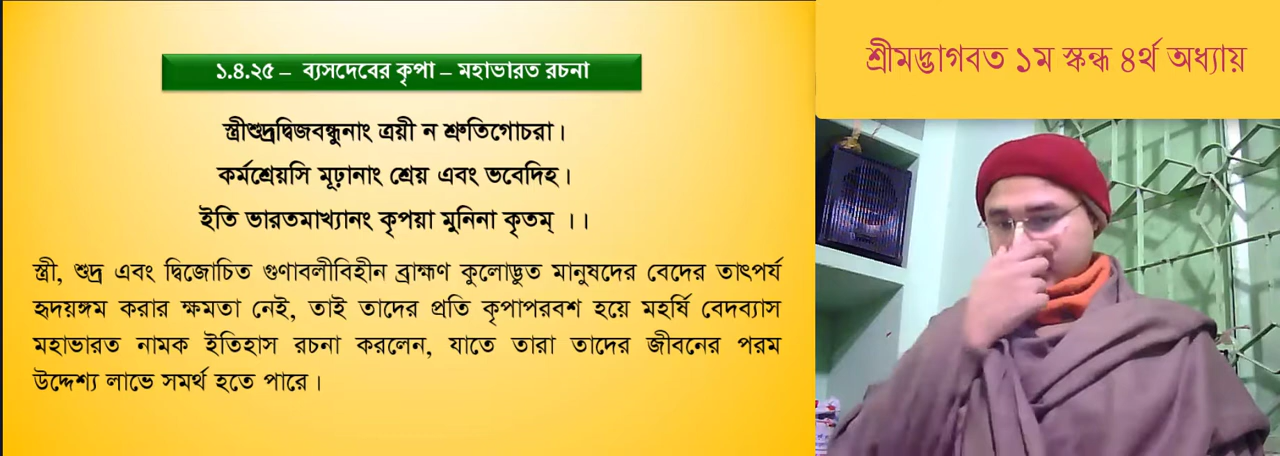 ১.৪.২৫ – ব্যসদেবের কৃপা – মহাভারত রচনা
স্ত্রীশুদ্রদ্বিজবন্ধুনাং ত্রয়ী ন শ্রুতিগোচরা।
কর্মশ্রেয়সি মূঢ়ানাং শ্রেয় এবং ভবেদিহ।
ইতি ভারতমাখ্যানং কৃপয়া মুনিনা কৃতম্ ।।
স্ত্রী, শুদ্র এবং দ্বিজোচিত গুণাবলীবিহীন ব্রাহ্মণ কুলোদ্ভুত মানুষদের বেদের তাৎপর্য
হৃদয়ঙ্গম করার ক্ষমতা নেই, তাই তাদের প্রতি কৃপাপরবশ হয়ে মহর্ষি বেদব্যাস
মহাভারত নামক ইতিহাস রচনা করলেন, যাতে তারা তাদের জীবনের পরম
উদ্দেশ্য লাভে সমর্থ হতে পারে।
শ্রীমদ্ভাগবত ১ম স্কন্ধ ৪র্থ অধ্যায়